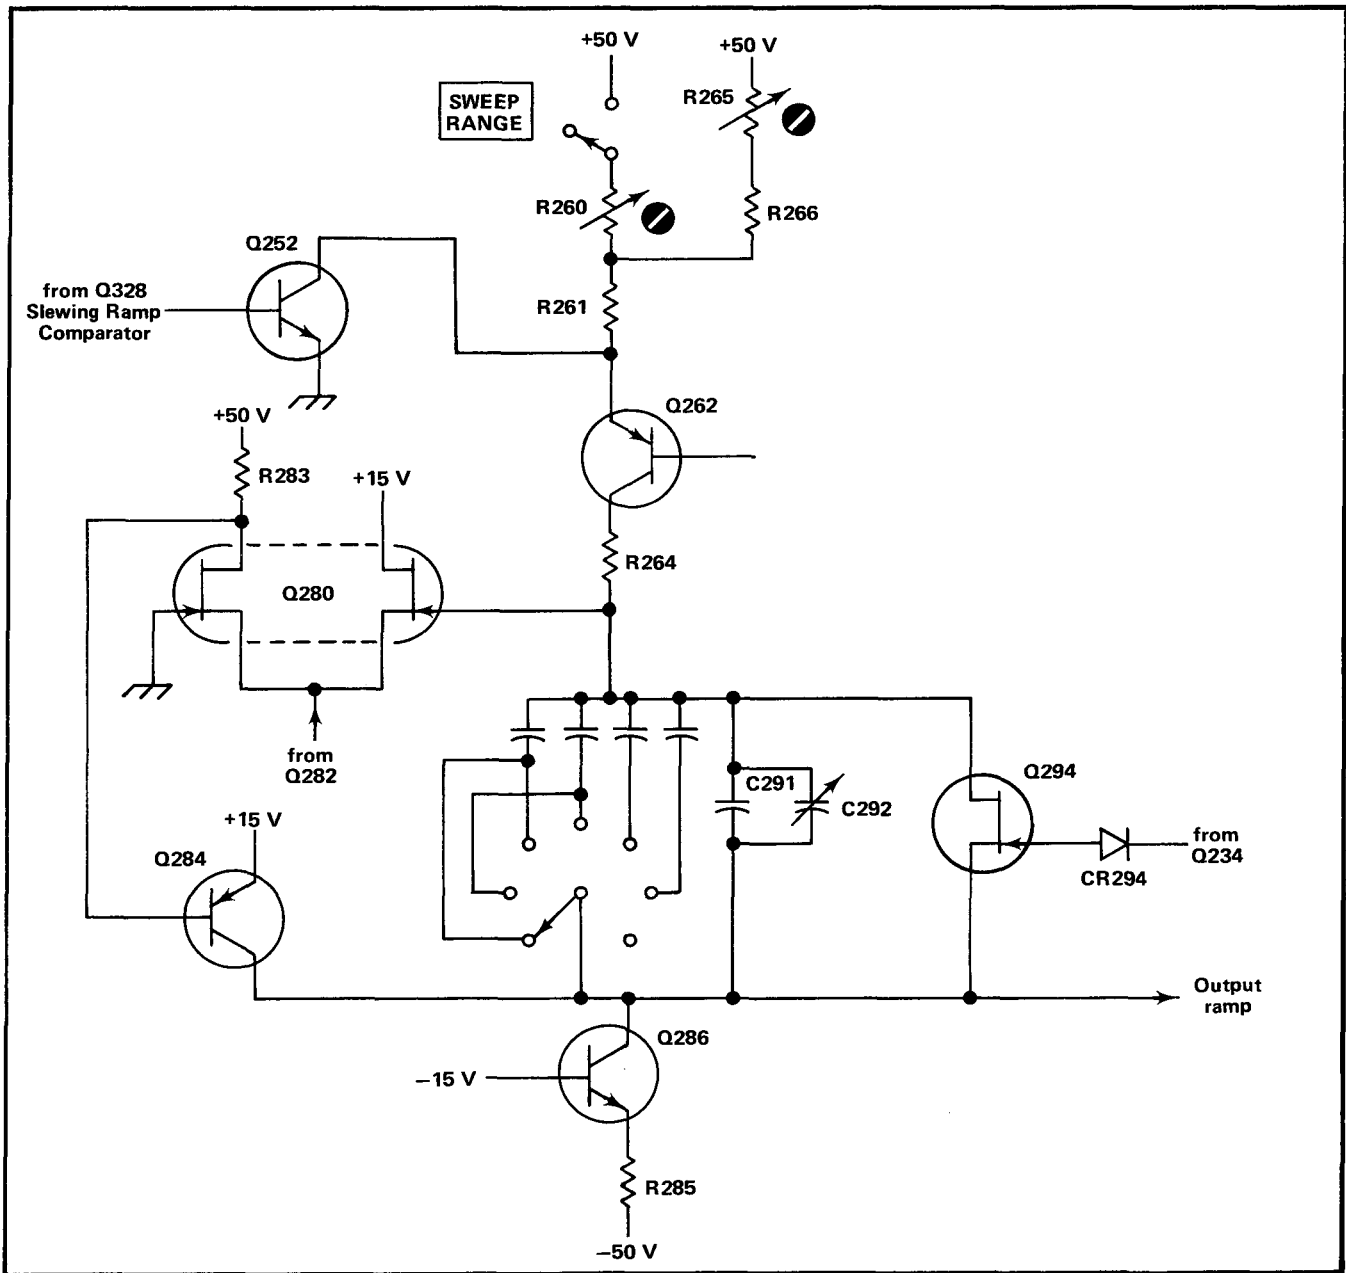 +50 V
+50 V
SWEEP
RANGE
R265
R260
R266
Q252
from Q328
Slewing Ramp
Comparator
R261
Q262
+50 V
R283
+15 V
R264
Q280
from
Q282
C291
C292
Q294
from
Q234
CR294
+15 V
Q284
Output
ramp
Q286
−15 V
R285
−50 V